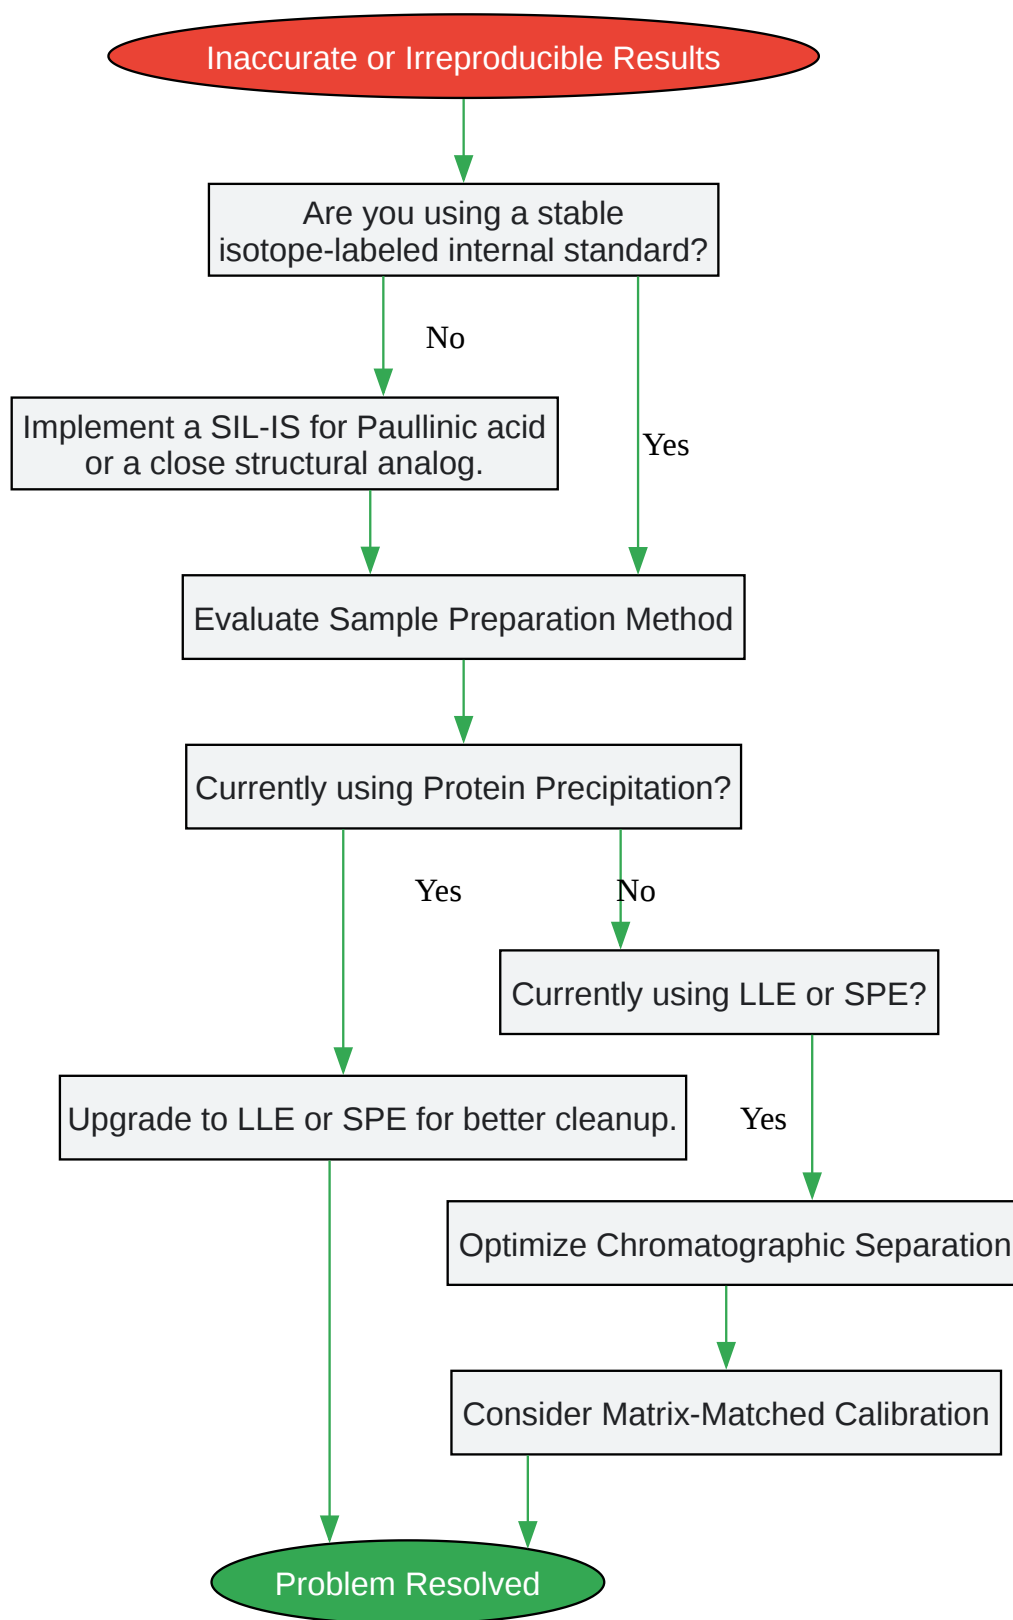 Inaccurate or Irreproducible Results
Are you using a stable
isotope-labeled internal standard?
No
Implement a SIL-IS for Paullinic acid
or a close structural analog.
Yes
Evaluate Sample Preparation Method
Currently using Protein Precipitation?
Yes
No
Currently using LLE or SPE?
Upgrade to LLE or SPE for better cleanup.
Yes
Optimize Chromatographic Separation
Consider Matrix-Matched Calibration
Problem Resolved